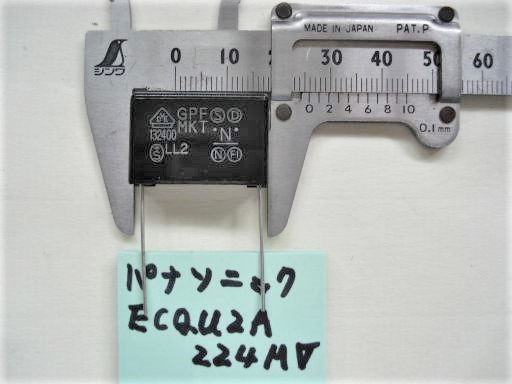 MADE IN JAPAN PAT.P
シンワ
0 10 30 40 50 60
0 2 4 6 8 10
0.1mm
GPF S D
MKT
132400
LL2
N
N FI
パナソニック
ECQU2A
224MV